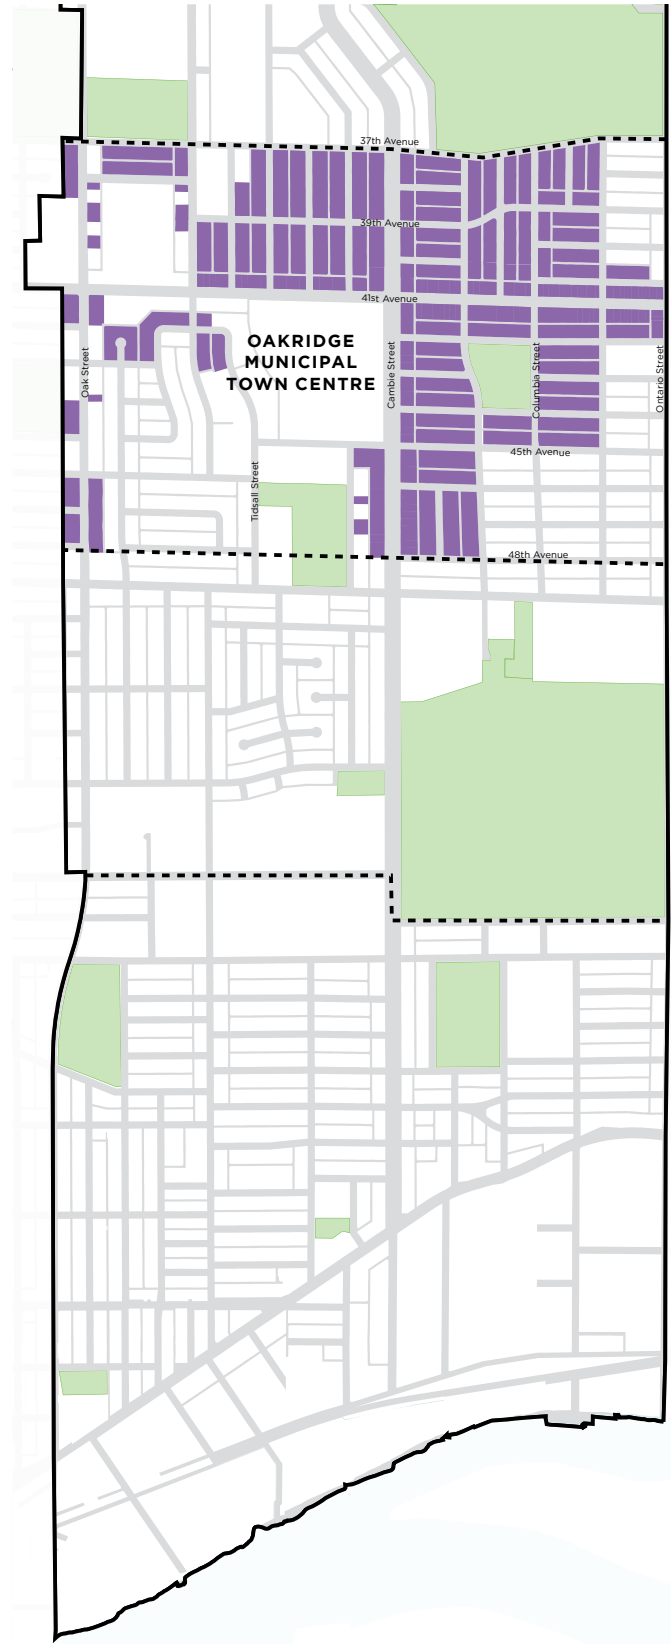 37th Avenue
39th Avenue
41st Avenue
OAKRIDGE
MUNICIPAL
TOWN CENTRE
Oak Street
Cambie Street
Columbia Street
Ontario Street
45th Avenue
Tidsall Street
48th Avenue